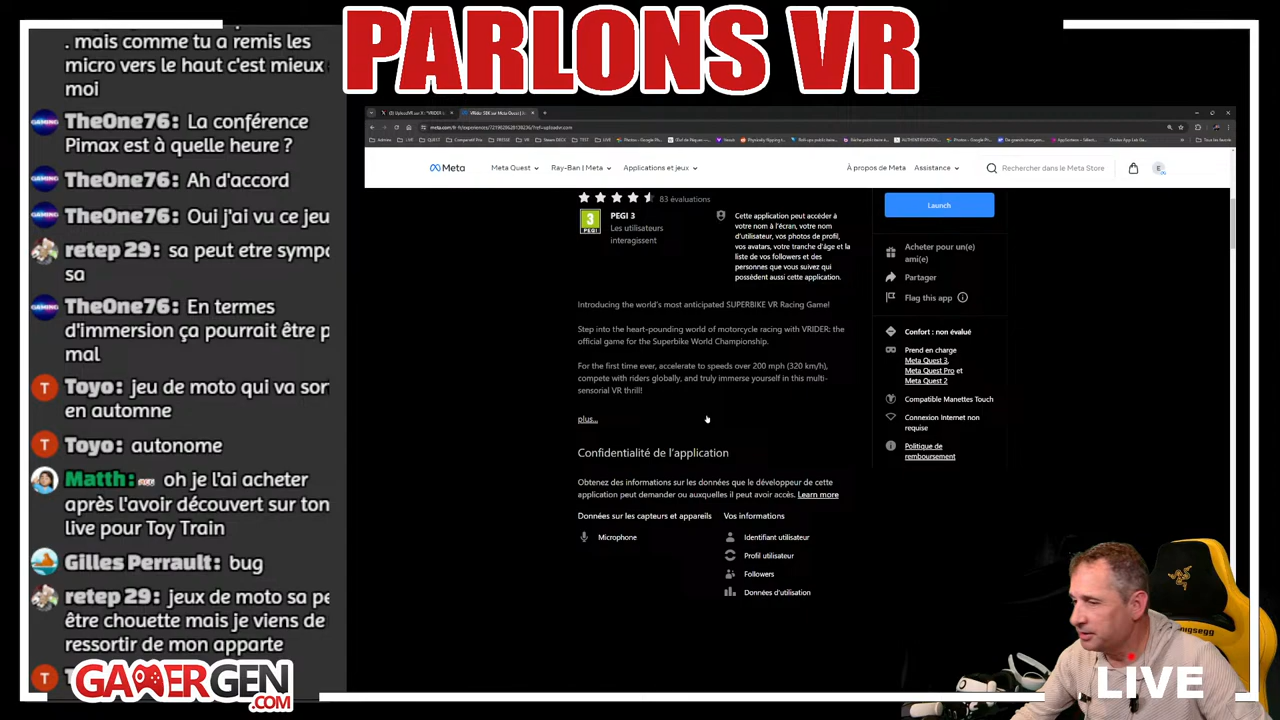 PARLONS VR
. mais comme tu a remis les
micro vers le haut c'est mieux
moi
TheOne76: La conférence
Pimax est à quelle heure ?
TheOne76: Ah d'acord
TheOne76: Oui j'ai vu ce jeu
retep 29: sa peut etre symp
sa
TheOne76: En termes
d'immersion ça pourrait être p
mal
Toyo: jeu de moto qui va sor
en automne
Toyo: autonome
Matth: oh je l'ai acheter
après l'avoir découvert sur ton
live pour Toy Train
Gilles Perrault: bug
retep 29: jeux de moto sa pe
être chouette mais je viens de
ressortir de mon apparte
GAMERGEN
.COM
Meta
Meta Quest
Ray-Ban | Meta
Applications et jeux
À propos de Meta
Assistance
Rechercher dans le Meta Store
E
83 évaluations
3
PEGI
PEGI 3
Les utilisateurs
interagissent
Cette application peut accéder à
votre nom à l'écran, votre nom
d'utilisateur, vos photos de profil,
vos avatars, votre tranche d'âge et la
liste de vos followers et des
personnes que vous suivez qui
possèdent aussi cette application.
Introducing the world's most anticipated SUPERBIKE VR Racing Game!
Step into the heart-pounding world of motorcycle racing with VRIDER: the
official game for the Superbike World Championship.
For the first time ever, accelerate to speeds over 200 mph (320 km/h),
compete with riders globally, and truly immerse yourself in this multi-
sensorial VR thrill!
plus...
Confidentialité de l'application
Obtenez des informations sur les données que le développeur de cette
application peut demander ou auxquelles il peut avoir accès. Learn more
Données sur les capteurs et appareils
Microphone
Vos informations
Identifiant utilisateur
Profil utilisateur
Followers
Données d'utilisation
Launch
Acheter pour un(e)
ami(e)
Partager
Flag this app
Confort : non évalué
Prend en charge
Meta Quest 3,
Meta Quest Pro et
Meta Quest 2
Compatible Manettes Touch
Connexion Internet non
requise
Politique de
remboursement
LIVE